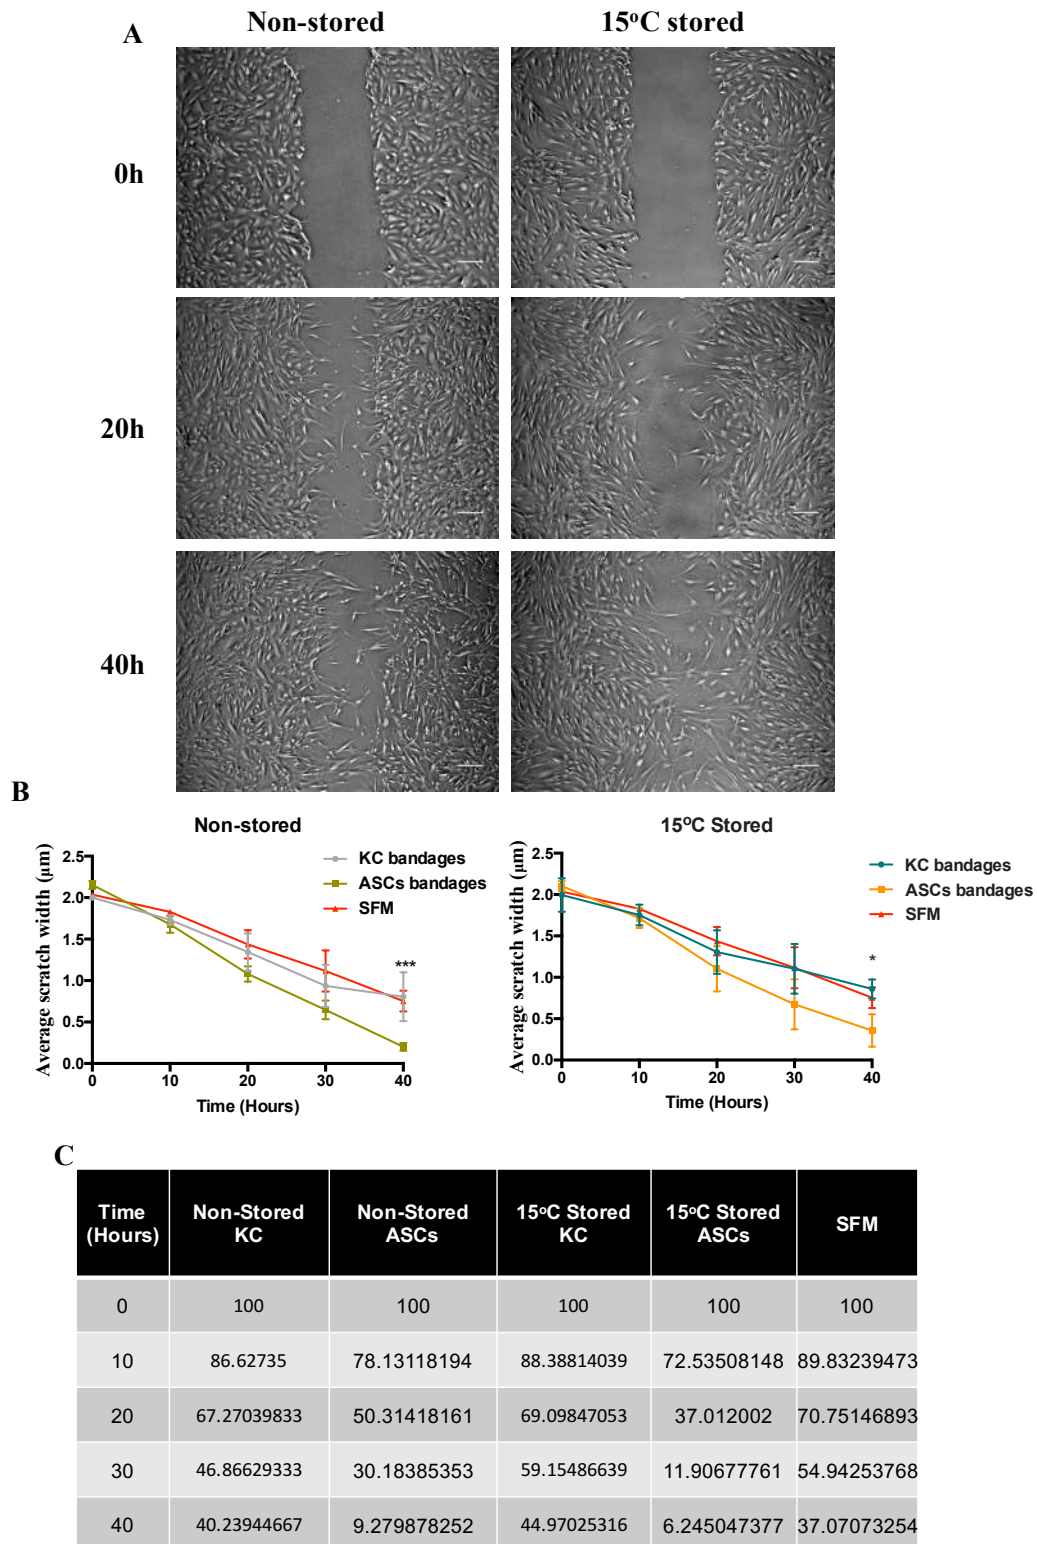 A
Non-stored
15ᵒC stored
0h
20h
40h
B
Non-stored
Average scratch width (µm)
2.5
2.0
1.5
1.0
0.5
0.0
0 10 20 30 40
Time (Hours)
KC bandages
ASCs bandages
SFM
***
15ᴼC Stored
Average scratch width (µm)
2.5
2.0
1.5
1.0
0.5
0.0
0 10 20 30 40
Time (Hours)
KC bandages
ASCs bandages
SFM
*
C
Time (Hours) Non-Stored KC Non-Stored ASCs 15ᵒC Stored KC 15ᵒC Stored ASCs SFM
0 100 100 100 100 100
10 86.62735 78.13118194 88.38814039 72.53508148 89.83239473
20 67.27039833 50.31418161 69.09847053 37.012002 70.75146893
30 46.86629333 30.18385353 59.15486639 11.90677761 54.94253768
40 40.23944667 9.279878252 44.97025316 6.245047377 37.07073254